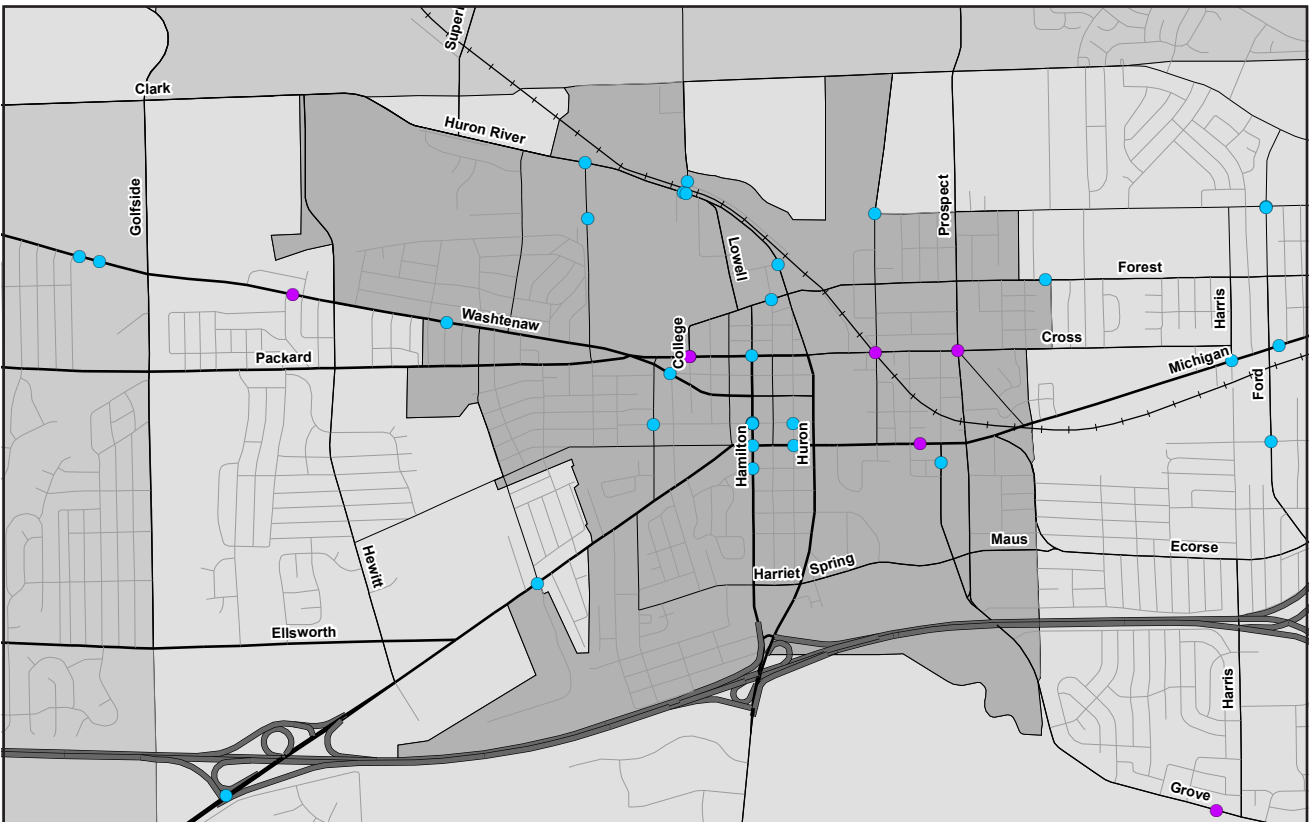 Superi
Clark
Huron River
Golfside
Prospect
Lowell
Forest
Harris
Washtenaw
College
Cross
Packard
Michigan
Ford
Hamilton
Huron
Hewitt
Maus
Ecorse
Harriet
Spring
Ellsworth
Harris
Grove